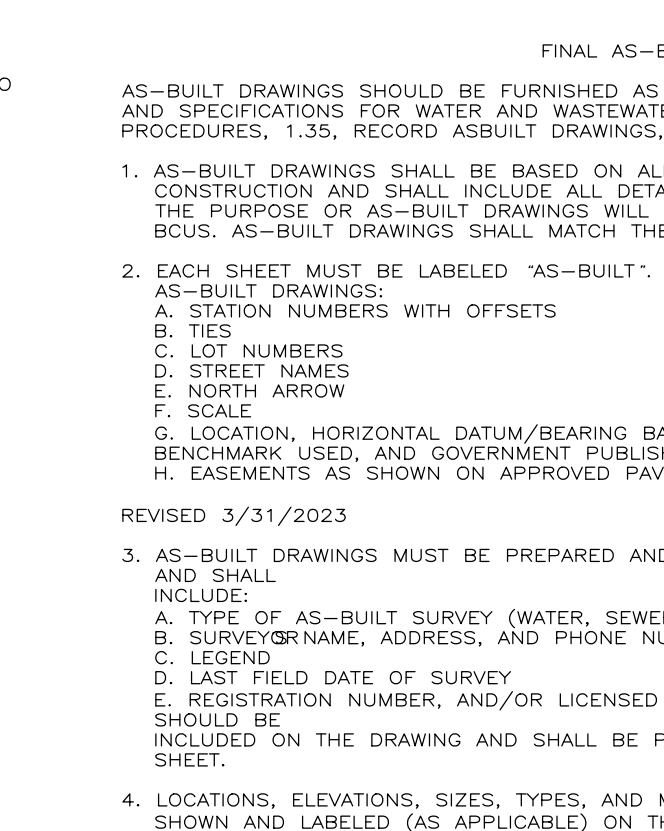 FINAL AS-B
O
AS-BUILT DRAWINGS SHOULD BE FURNISHED AS
AND SPECIFICATIONS FOR WATER AND WASTEWATE
PROCEDURES, 1.35, RECORD ASBUILT DRAWINGS,
1. AS-BUILT DRAWINGS SHALL BE BASED ON ALL
CONSTRUCTION AND SHALL INCLUDE ALL DETA
THE PURPOSE OR AS-BUILT DRAWINGS WILL
BCUS. AS-BUILT DRAWINGS SHALL MATCH THE
2. EACH SHEET MUST BE LABELED "AS-BUILT".
AS-BUILT DRAWINGS:
A. STATION NUMBERS WITH OFFSETS
B. TIES
C. LOT NUMBERS
D. STREET NAMES
E. NORTH ARROW
F. SCALE
G. LOCATION, HORIZONTAL DATUM/BEARING BA
BENCHMARK USED, AND GOVERNMENT PUBLISH
H. EASEMENTS AS SHOWN ON APPROVED PAV
REVISED 3/31/2023
3. AS-BUILT DRAWINGS MUST BE PREPARED AND
AND SHALL
INCLUDE:
A. TYPE OF AS-BUILT SURVEY (WATER, SEWER
B. SURVEYOR'S NAME, ADDRESS, AND PHONE NU
C. LEGEND
D. LAST FIELD DATE OF SURVEY
E. REGISTRATION NUMBER, AND/OR LICENSED
SHOULD BE
INCLUDED ON THE DRAWING AND SHALL BE P
SHEET.
4. LOCATIONS, ELEVATIONS, SIZES, TYPES, AND M
SHOWN AND LABELED (AS APPLICABLE) ON TH